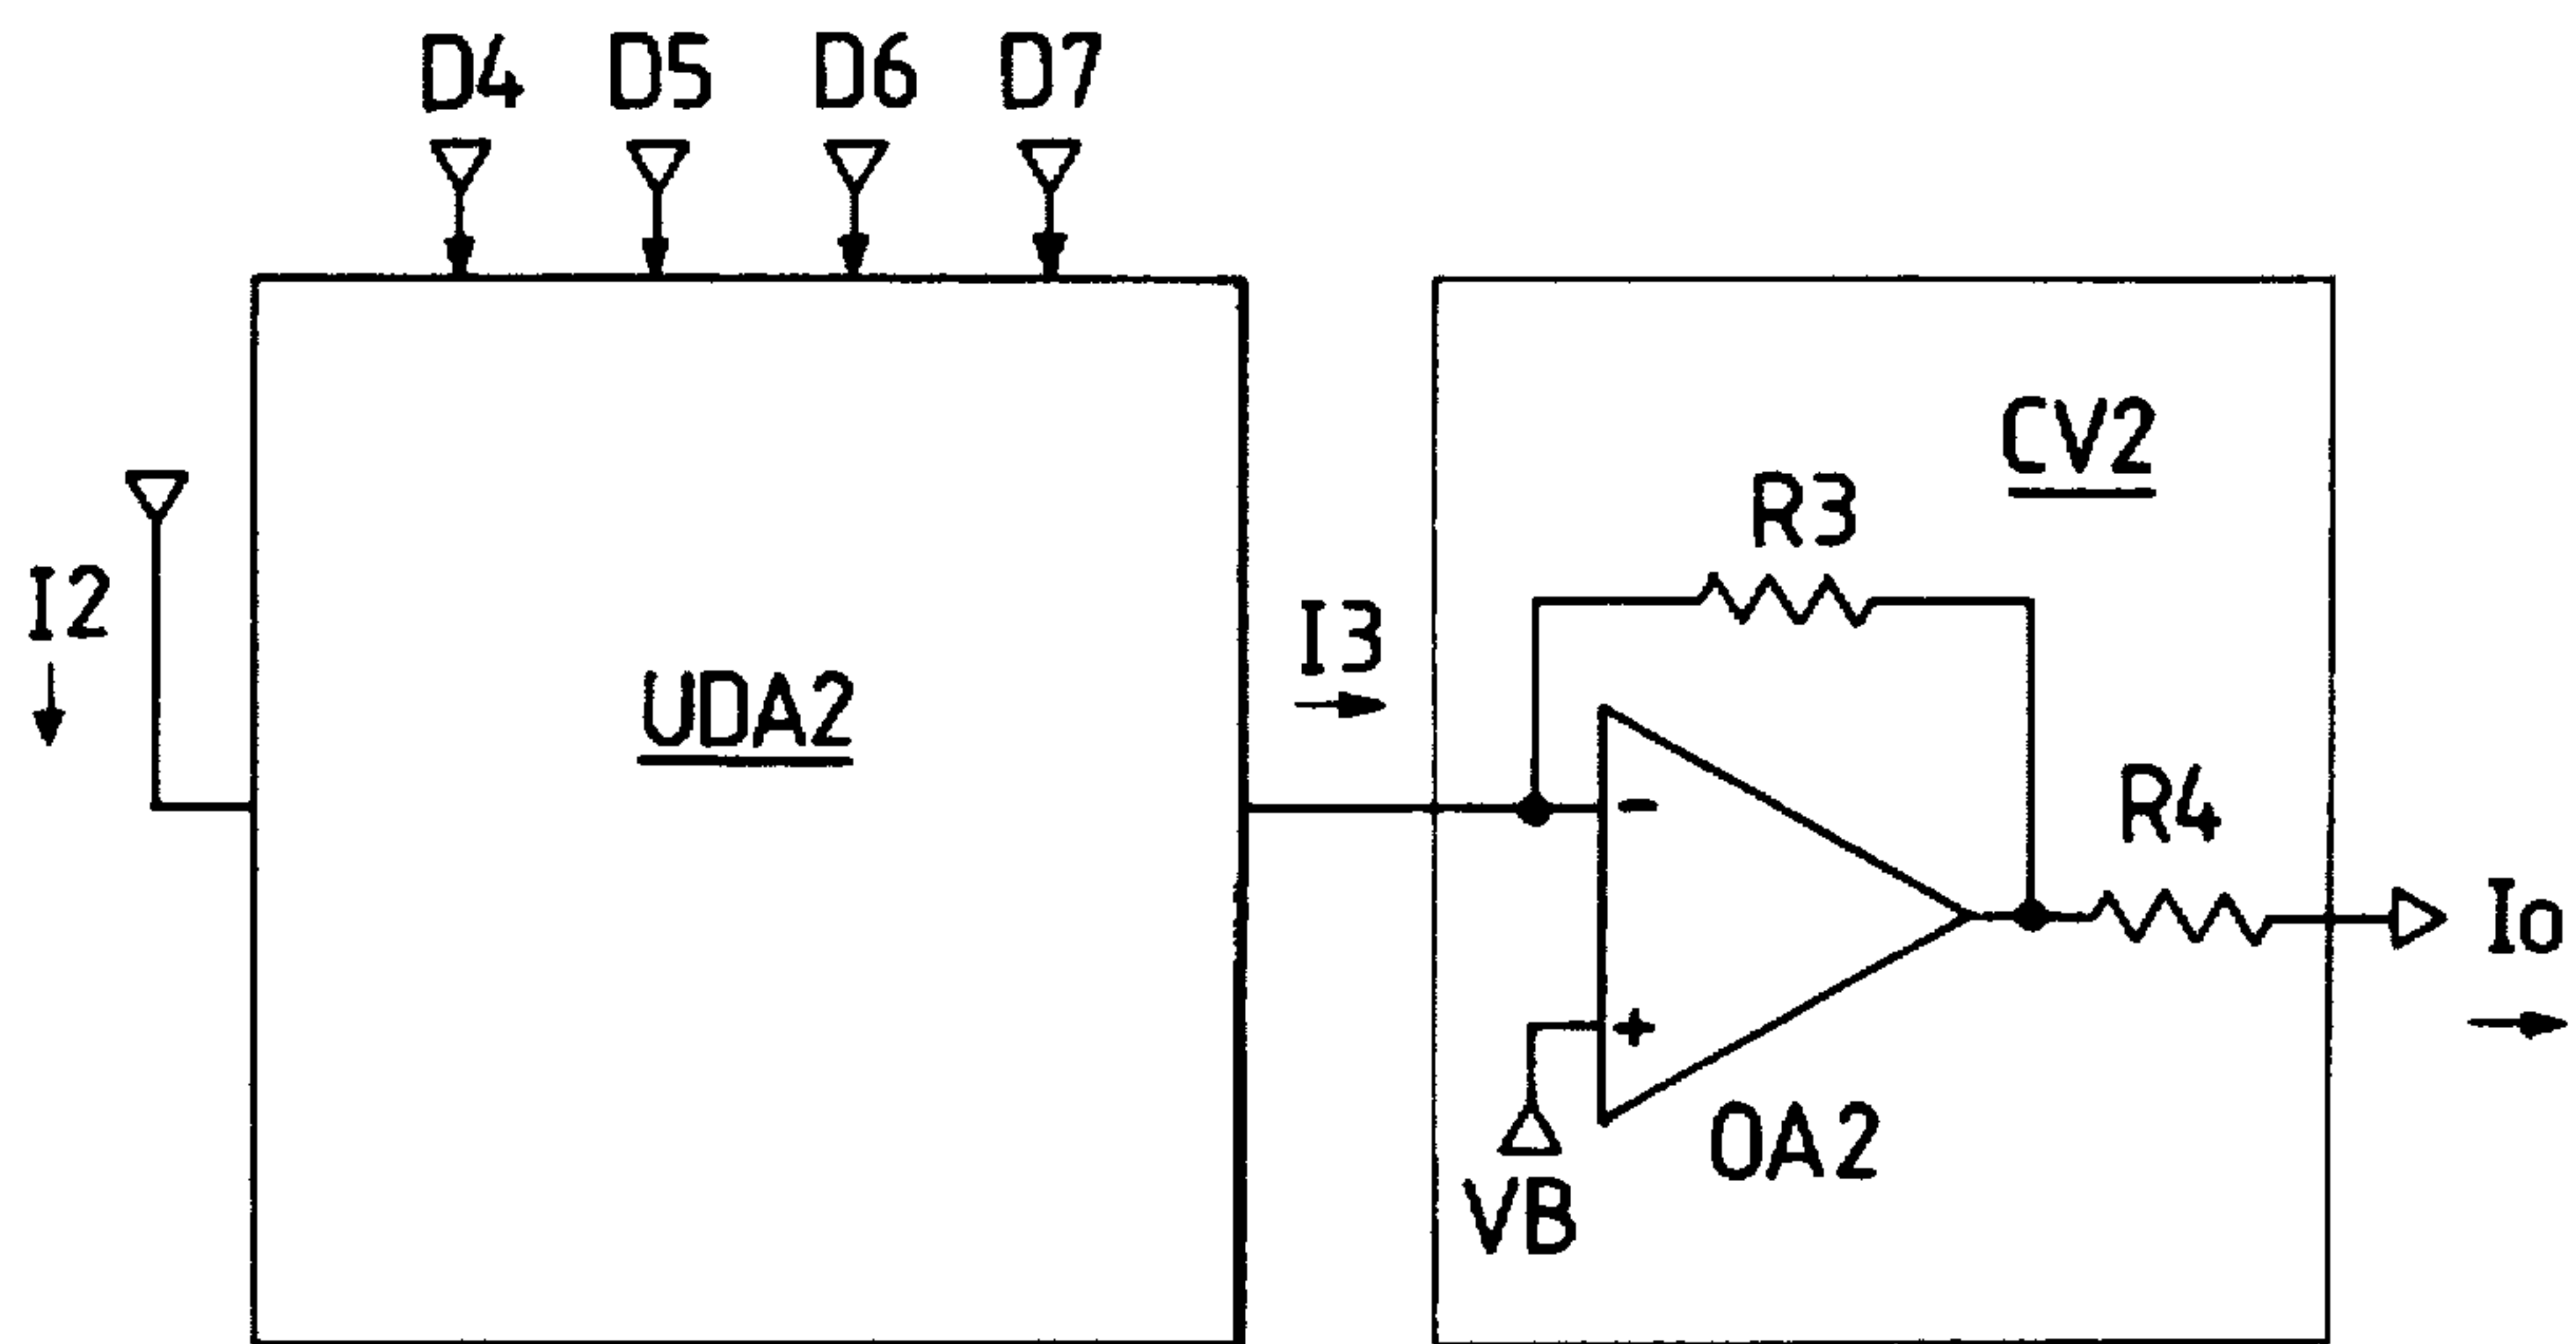 D4 D5 D6 D7
CV2
R3
I2
I3
UDA2
R4
-
Io
+
OA2
VB